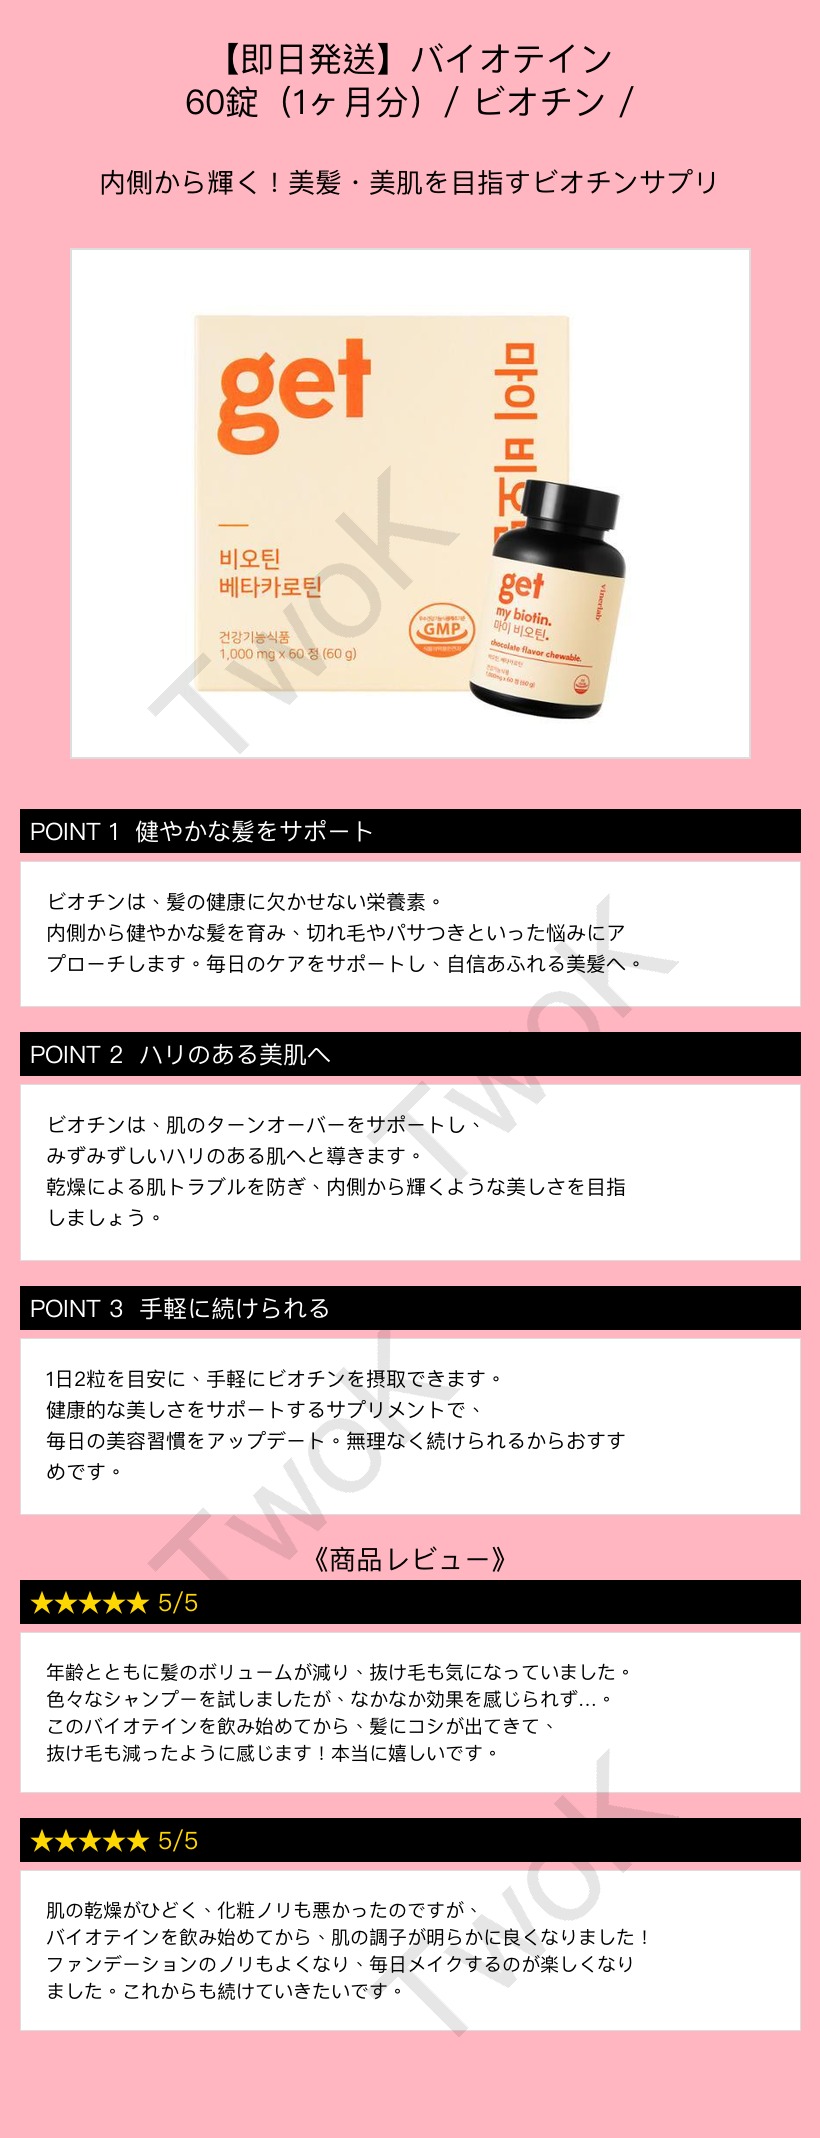 【即日発送】バイオテイン
60錠（1ヶ月分）/ ビオチン /
内側から輝く！美髪・美肌を目指すビオチンサプリ
get
마이 비오
비오틴
베타카로틴
건강기능식품
1,000 mg x 60 정 (60 g)
GMP
get
my biotin.
마이 비오틴.
chocolate flavor chewable.
비오틴, 베타카로틴
건강기능식품
1,000mg x 60 정 (60 g)
vinerlab
TwoK
POINT 1 健やかな髪をサポート
ビオチンは、髪の健康に欠かせない栄養素。
内側から健やかな髪を育み、切れ毛やパサつきといった悩みにア
プローチします。毎日のケアをサポートし、自信あふれる美髪へ。
TwoK
POINT 2 ハリのある美肌へ
ビオチンは、肌のターンオーバーをサポートし、
みずみずしいハリのある肌へと導きます。
乾燥による肌トラブルを防ぎ、内側から輝くような美しさを目指
しましょう。
POINT 3 手軽に続けられる
1日2粒を目安に、手軽にビオチンを摂取できます。
健康的な美しさをサポートするサプリメントで、
毎日の美容習慣をアップデート。無理なく続けられるからおすす
めです。
TwoK
《商品レビュー》
★★★★★ 5/5
年齢とともに髪のボリュームが減り、抜け毛も気になっていました。
色々なシャンプーを試しましたが、なかなか効果を感じられず…。
このバイオテインを飲み始めてから、髪にコシが出てきて、
抜け毛も減ったように感じます！本当に嬉しいです。
★★★★★ 5/5
肌の乾燥がひどく、化粧ノリも悪かったのですが、
バイオテインを飲み始めてから、肌の調子が明らかに良くなりました！
ファンデーションのノリもよくなり、毎日メイクするのが楽しくなり
ました。これからも続けていきたいです。
TwoK